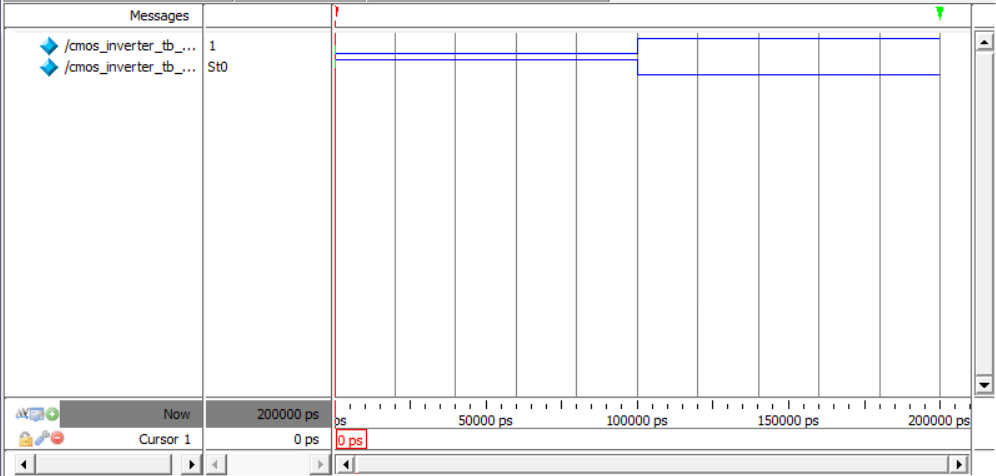 Messages
/cmos_inverter_tb_... 1
/cmos_inverter_tb_... St0
Now 200000 ps
ps 50000 ps 100000 ps 150000 ps 200000 ps
Cursor 1 0 ps 0 ps